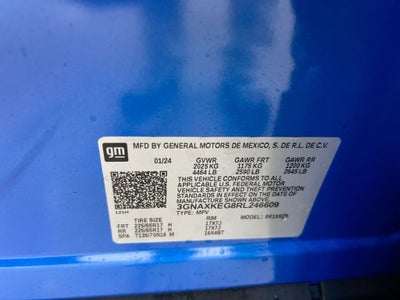 gm
MFD BY GENERAL MOTORS DE MEXICO, S. DE R.L. DE C.V.
01/24 GVWR GAWR FRT GAWR RR
2025 KG 1175 KG 1200 KG
4464 LB 2590 LB 2645 LB
THIS VEHICLE CONFORMS TO ALL APPLICABLE
U.S. FEDERAL MOTOR
VEHICLE SAFETY AND THEFT PREVENTION
STANDARDS IN EFFECT ON THE DATE OF
MANUFACTURE SHOWN ABOVE.
3GNAXKEG8RL246609
TYPE: MPV MODEL:
TIRE SIZE RIM
FRT 225/65R17 H 17X7J
RR 225/65R17 H 17X7J
SPA T135/70R16 M 16X4BT